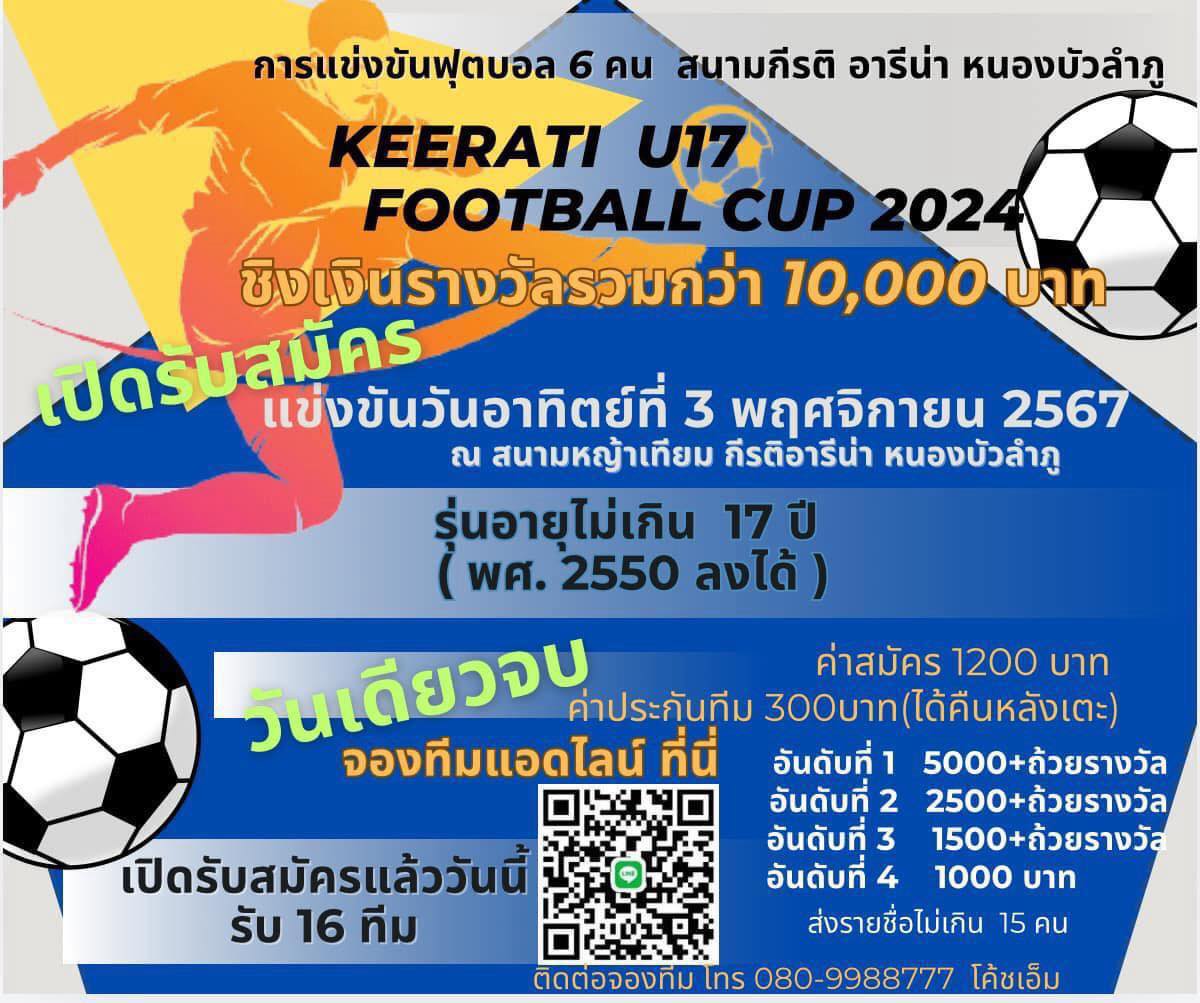 การแข่งขันฟุตบอล 6 คน สนามกีรติ อารีน่า หนองบัวลำภู
KEERATI U17
FOOTBALL CUP 2024
ชิงเงินรางวัลรวมกว่า 10,000 บาท
เปิดรับสมัคร
แข่งขันวันอาทิตย์ที่ 3 พฤศจิกายน 2567
ณ สนามหญ้าเทียม กีรติอารีน่า หนองบัวลำภู
รุ่นอายุไม่เกิน 17 ปี
( พศ. 2550 ลงได้ )
วันเดียวจบ
ค่าสมัคร 1200 บาท
ค่าประกันทีม 300บาท(ได้คืนหลังเตะ)
จองทีมแอดไลน์ ที่นี่
LINE
อันดับที่ 1 5000+ถ้วยรางวัล
อันดับที่ 2 2500+ถ้วยรางวัล
อันดับที่ 3 1500+ถ้วยรางวัล
อันดับที่ 4 1000 บาท
เปิดรับสมัครแล้ววันนี้
รับ 16 ทีม
ส่งรายชื่อไม่เกิน 15 คน
ติดต่อจองทีม โทร 080-9988777 โค้ชเอ็ม